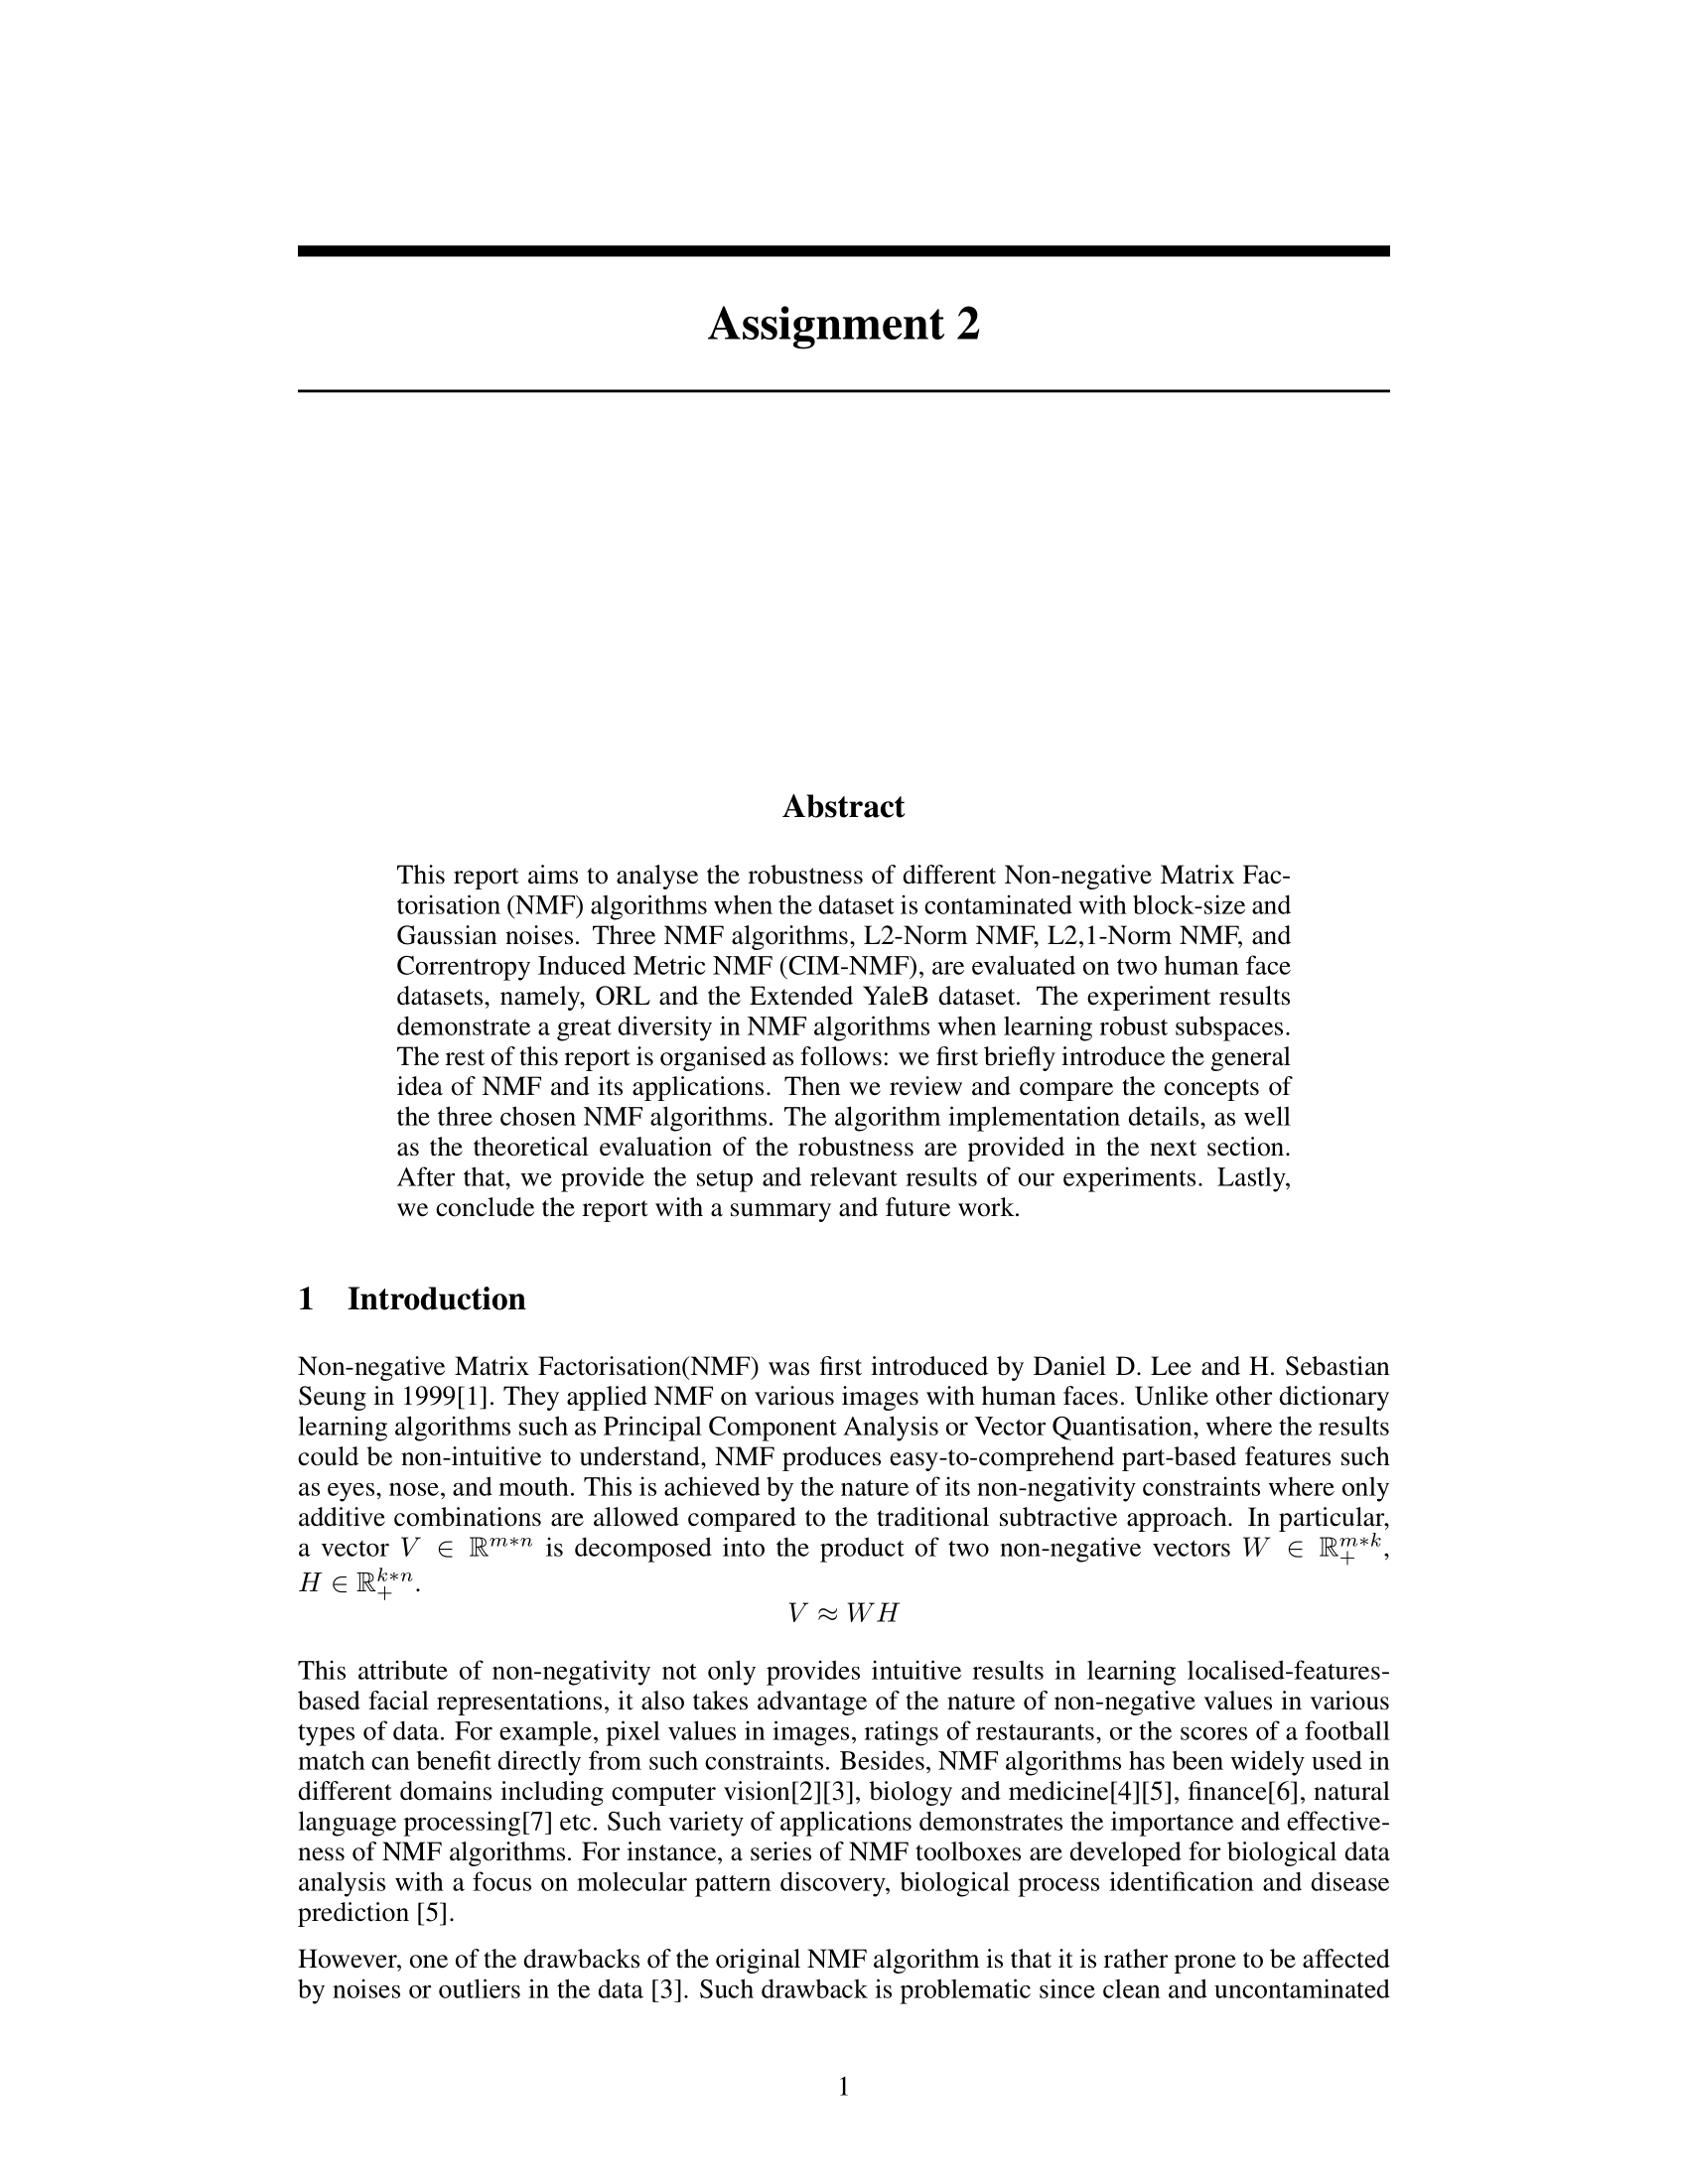 Assignment 2
Abstract
This report aims to analyse the robustness of different Non-negative Matrix Fac-
torisation (NMF) algorithms when the dataset is contaminated with block-size and
Gaussian noises. Three NMF algorithms, L2-Norm NMF, L2,1-Norm NMF, and
Correntropy Induced Metric NMF (CIM-NMF), are evaluated on two human face
datasets, namely, ORL and the Extended YaleB dataset. The experiment results
demonstrate a great diversity in NMF algorithms when learning robust subspaces.
The rest of this report is organised as follows: we first briefly introduce the general
idea of NMF and its applications. Then we review and compare the concepts of
the three chosen NMF algorithms. The algorithm implementation details, as well
as the theoretical evaluation of the robustness are provided in the next section.
After that, we provide the setup and relevant results of our experiments. Lastly,
we conclude the report with a summary and future work.
1 Introduction
Non-negative Matrix Factorisation(NMF) was first introduced by Daniel D. Lee and H. Sebastian
Seung in 1999[1]. They applied NMF on various images with human faces. Unlike other dictionary
learning algorithms such as Principal Component Analysis or Vector Quantisation, where the results
could be non-intuitive to understand, NMF produces easy-to-comprehend part-based features such
as eyes, nose, and mouth. This is achieved by the nature of its non-negativity constraints where only
additive combinations are allowed compared to the traditional subtractive approach. In particular,
a vector $V \in \mathbb{R}^{m*n}$ is decomposed into the product of two non-negative vectors $W \in \mathbb{R}_+^{m*k}$,
$H \in \mathbb{R}_+^{k*n}$.
$V \approx WH$
This attribute of non-negativity not only provides intuitive results in learning localised-features-
based facial representations, it also takes advantage of the nature of non-negative values in various
types of data. For example, pixel values in images, ratings of restaurants, or the scores of a football
match can benefit directly from such constraints. Besides, NMF algorithms has been widely used in
different domains including computer vision[2][3], biology and medicine[4][5], finance[6], natural
language processing[7] etc. Such variety of applications demonstrates the importance and effective-
ness of NMF algorithms. For instance, a series of NMF toolboxes are developed for biological data
analysis with a focus on molecular pattern discovery, biological process identification and disease
prediction [5].
However, one of the drawbacks of the original NMF algorithm is that it is rather prone to be affected
by noises or outliers in the data [3]. Such drawback is problematic since clean and uncontaminated
1